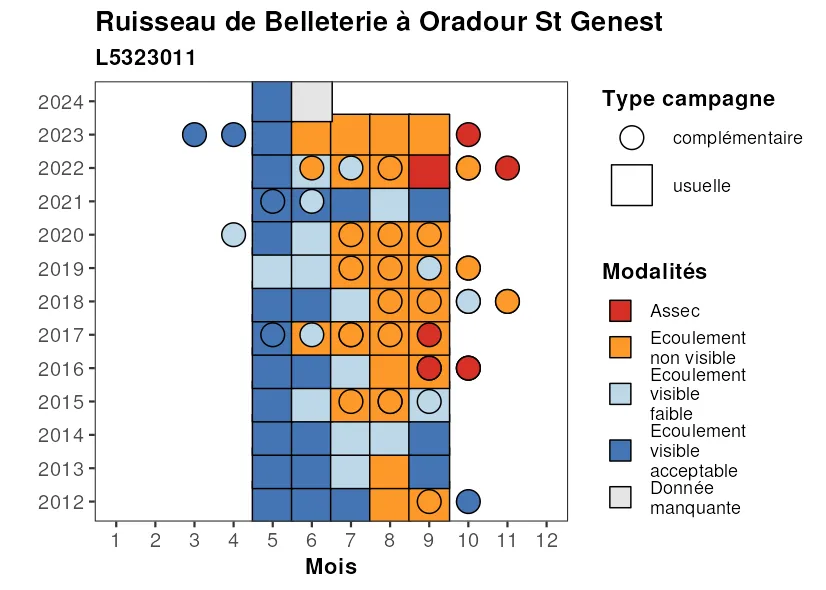 Ruisseau de Belleterie à Oradour St Genest
L5323011
2024
2023
2022
2021
2020
2019
2018
2017
2016
2015
2014
2013
2012
1 2 3 4 5 6 7 8 9 10 11 12
Mois
Type campagne
complémentaire
usuelle
Modalités
Assec
Ecoulement
non visible
Ecoulement
visible
faible
Ecoulement
visible
acceptable
Donnée
manquante